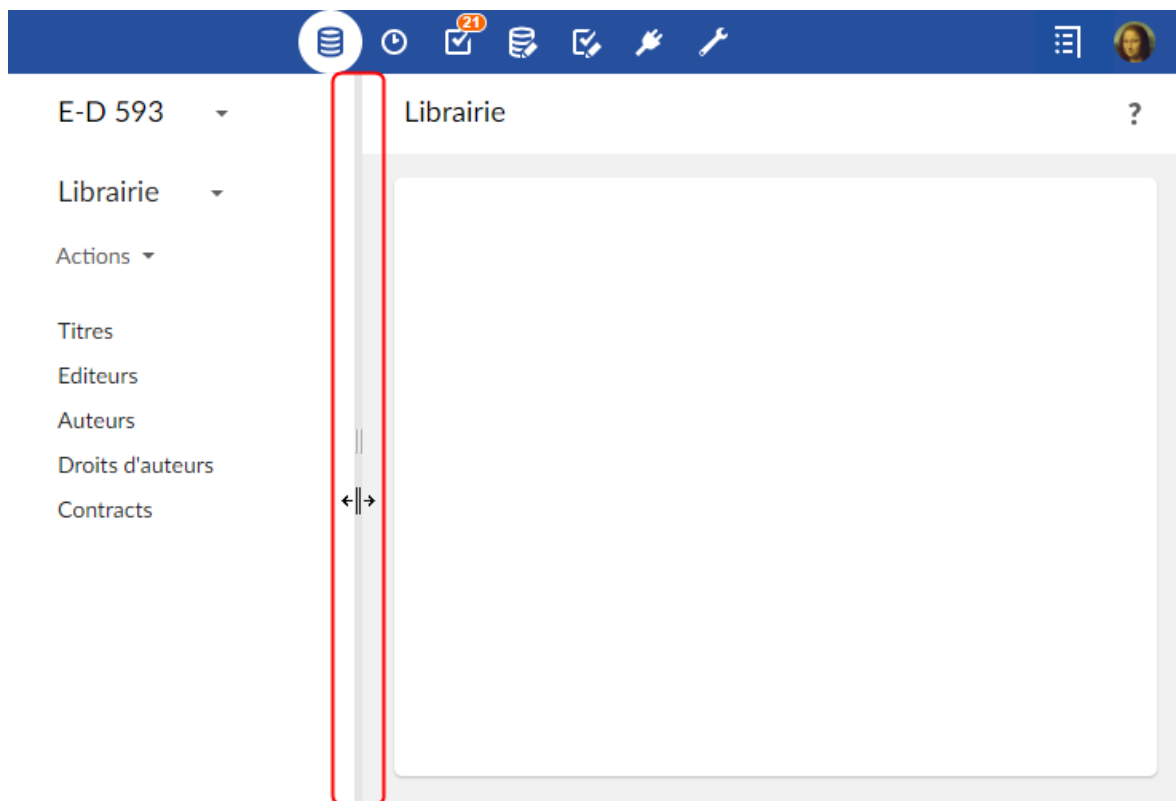 21
E-D 593
Librairie
?
Librairie
Actions
Titres
Editeurs
Auteurs
Droits d'auteurs
Contracts